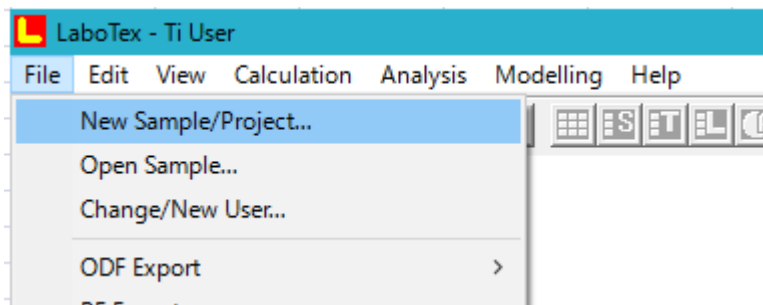 LaboTex - Ti User
File Edit View Calculation Analysis Modelling Help
New Sample/Project...
S T L
Open Sample...
Change/New User...
ODF Export